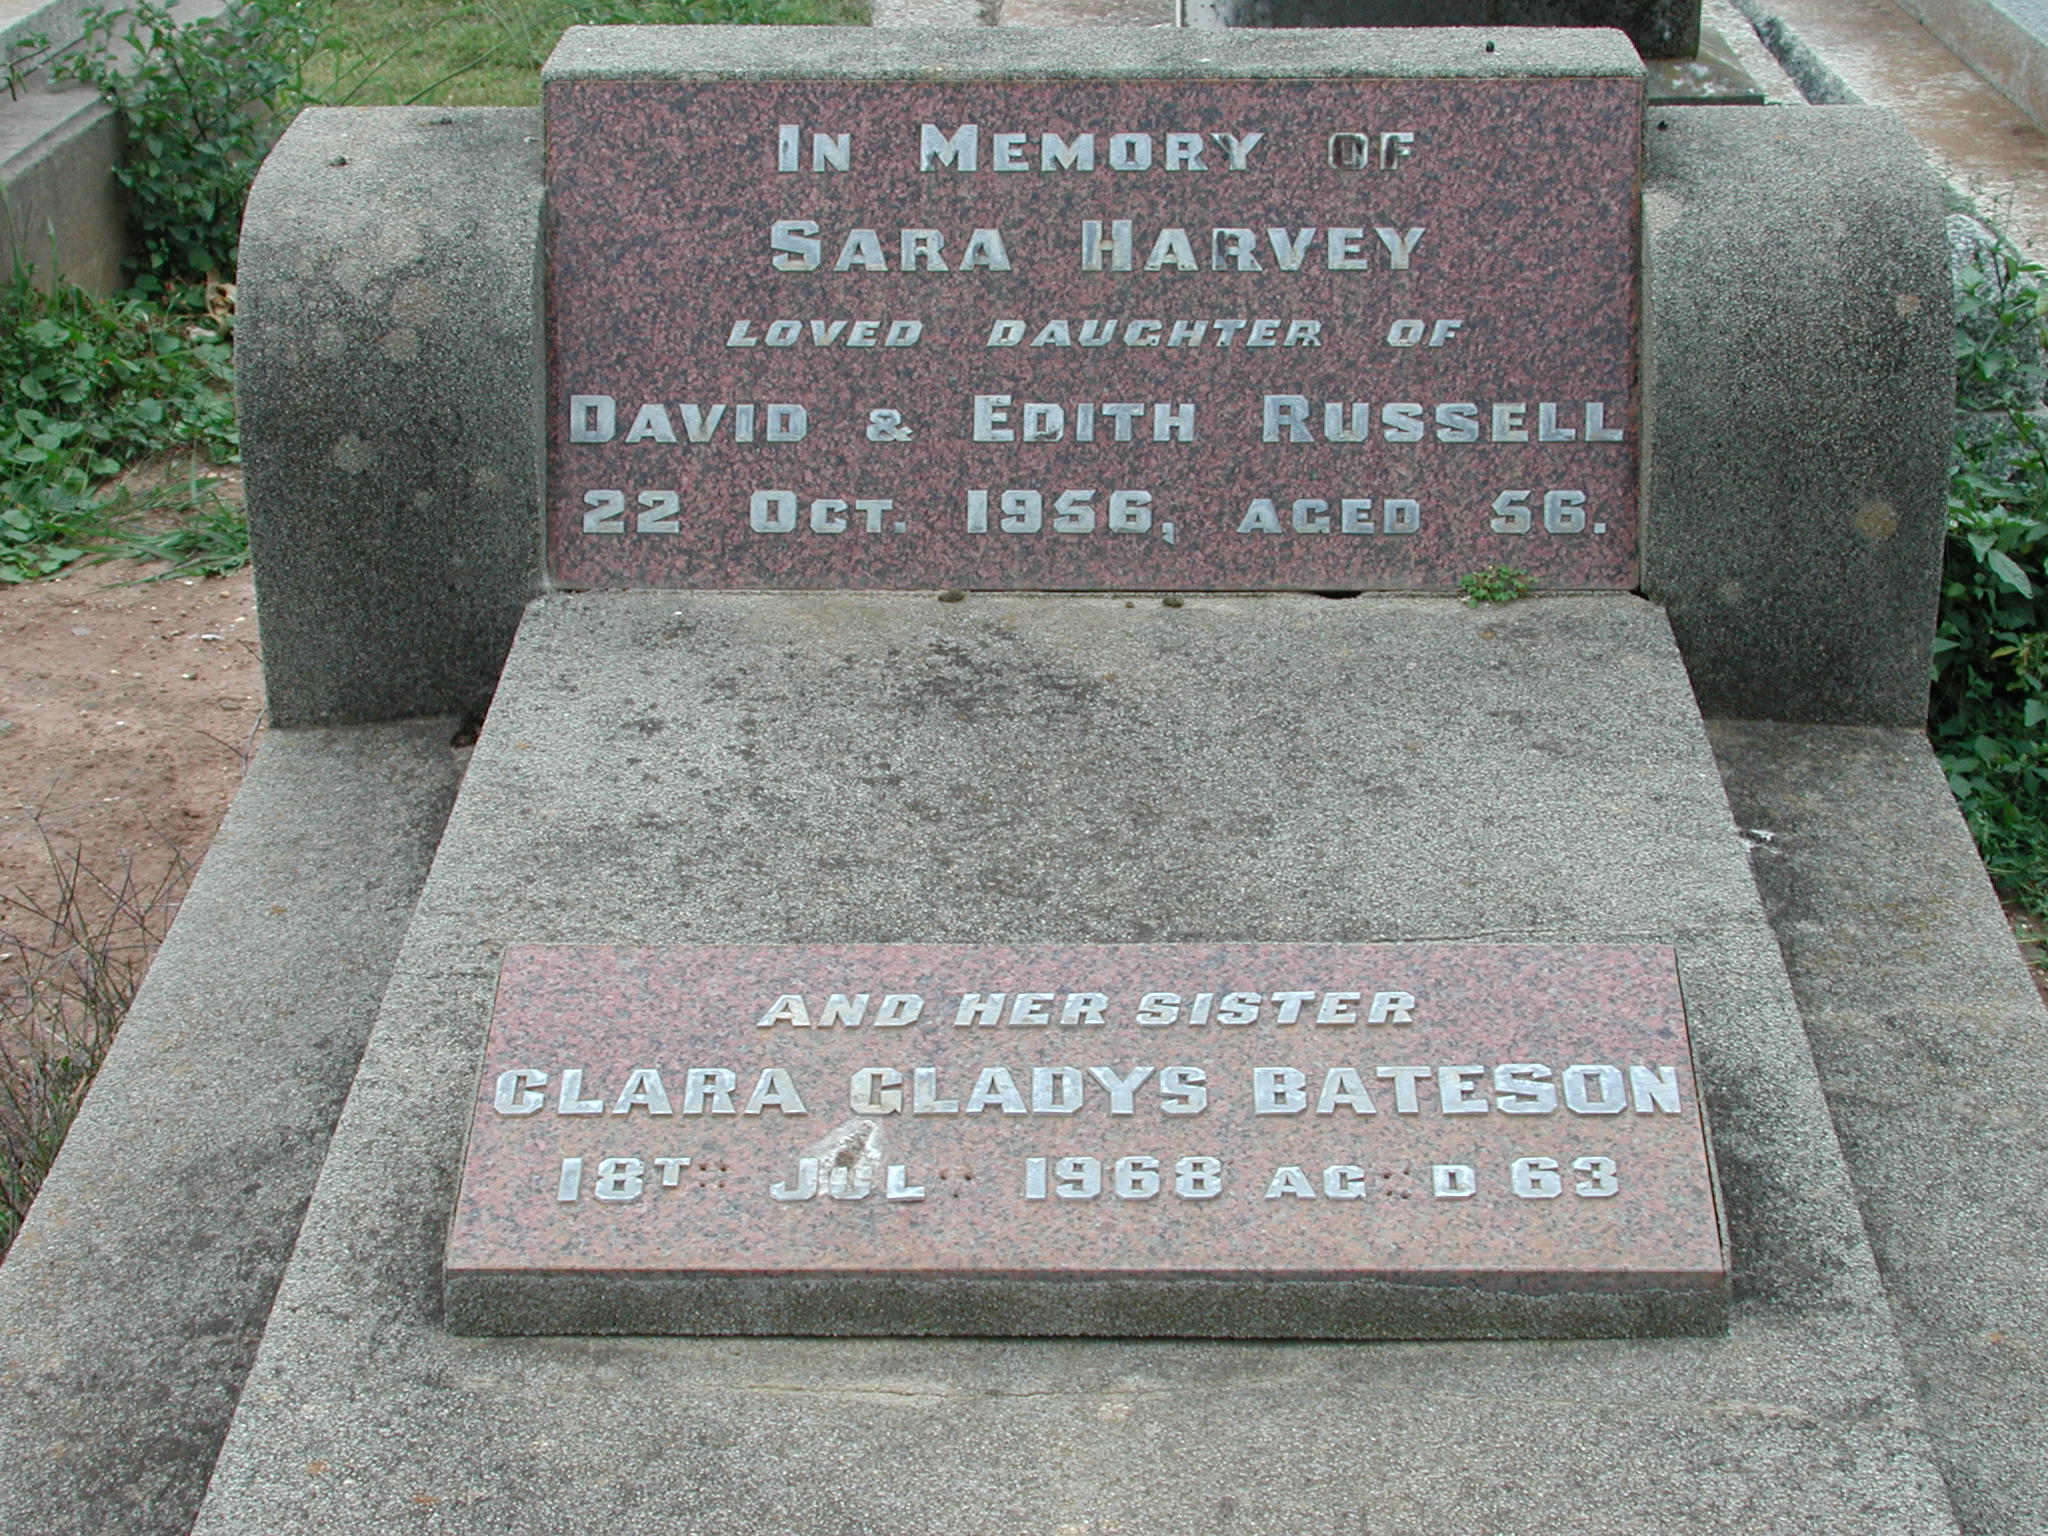 IN MEMORY OF
SARA HARVEY
LOVED DAUGHTER OF
DAVID & EDITH RUSSELL
22 OCT. 1956, AGED 56.
AND HER SISTER
CLARA GLADYS BATESON
18T JUL 1968 AG D 63